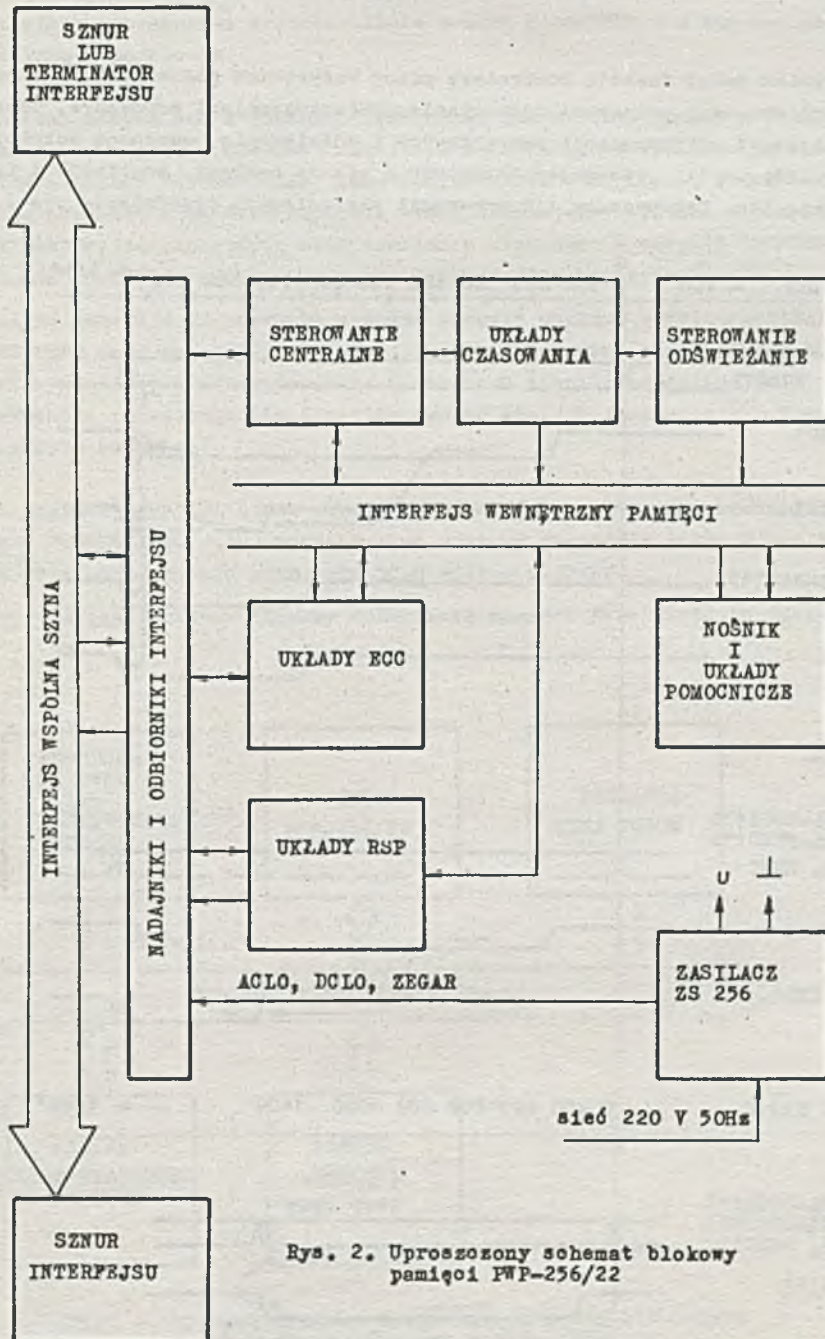 SZNUR
LUB
TERMINATOR
INTERFEJSU
STEROWANIE
CENTRALNE
UKŁADY
CZASOWANIA
STEROWANIE
ODŚWIEŻANIE
INTERFEJS WEWNĘTRZNY PAMIĘCI
INTERFEJS WSPÓLNA SZYNA
NADAJNIKI I ODBIORNIKI INTERFEJSU
UKŁADY ECC
NOŚNIK
I
UKŁADY
POMOCNICZE
UKŁADY RSP
U ⊥
ACLO, DCLO, ZEGAR
ZASILACZ
ZS 256
sieć 220 V 50Hz
SZNUR
INTERFEJSU
Rys. 2. Uproszczony schemat blokowy
pamięci PWP-256/22